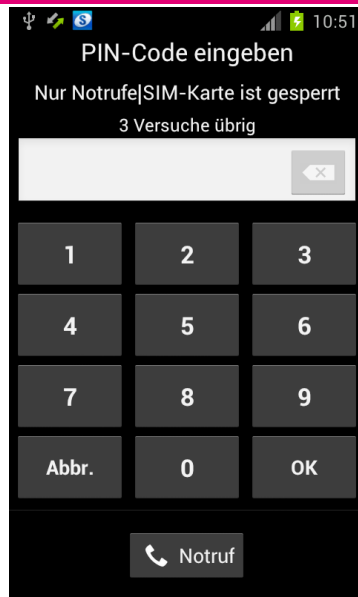 10:51
PIN-Code eingeben
Nur Notrufe|SIM-Karte ist gesperrt
3 Versuche übrig
1 2 3
4 5 6
7 8 9
Abbr. 0 OK
Notruf